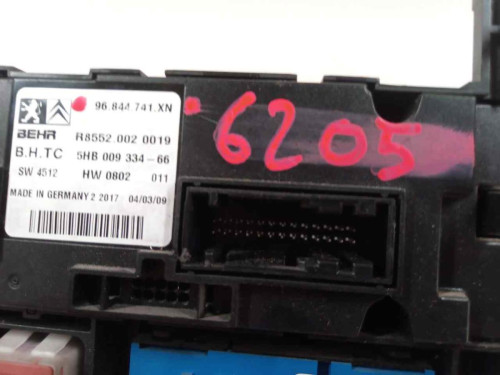 96.844.741.XN
BEHR R8552.002 0019
B.H.TC 5HB 009 334-66
SW 4512 HW 0802 011
MADE IN GERMANY 2 2017 04/03/09
6205